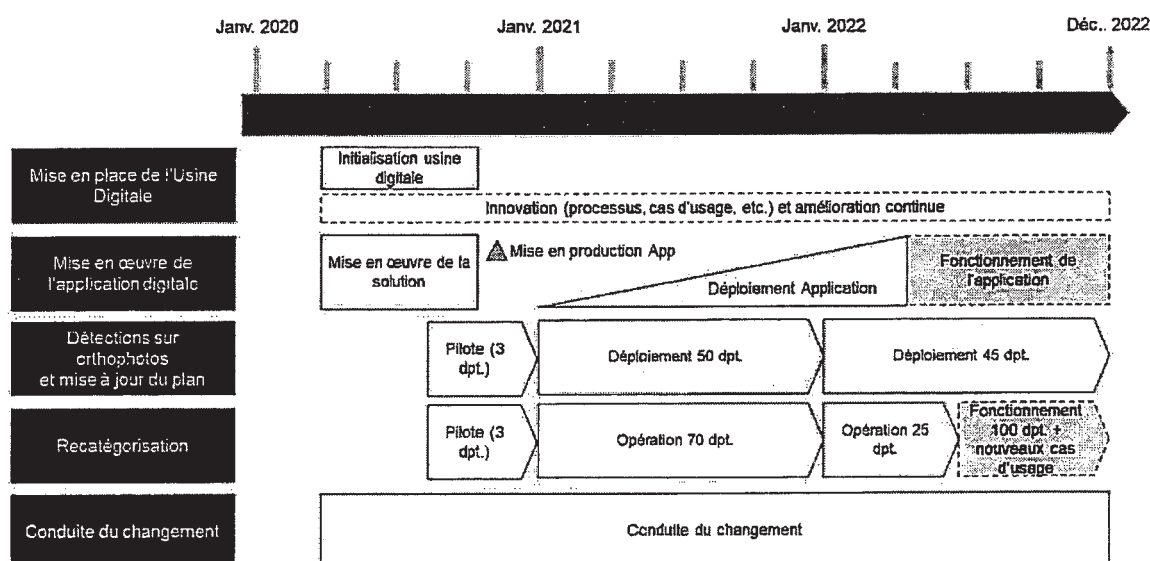 Janv. 2020
Janv. 2021
Janv. 2022
Déc.. 2022
Mise en place de l'Usine
Digitale
Initialisation usine
digitale
Innovation (processus, cas d'usage, etc.) et amélioration continue
Mise en œuvre de
l'application digitale
Mise en œuvre de la
solution
Mise en production App
Déploiement Application
Fonctionnement de
l'application
Détections sur
orthophotos
et mise à jour du plan
Pilote (3
dpt.)
Déploiement 50 dpt.
Déploiement 45 dpt.
Recatégorisation
Pilote (3
dpt.)
Opération 70 dpt.
Opération 25
dpt.
Fonctionnement
100 dpt. +
nouveaux cas
d'usage
Conduite du changement
Conduite du changement